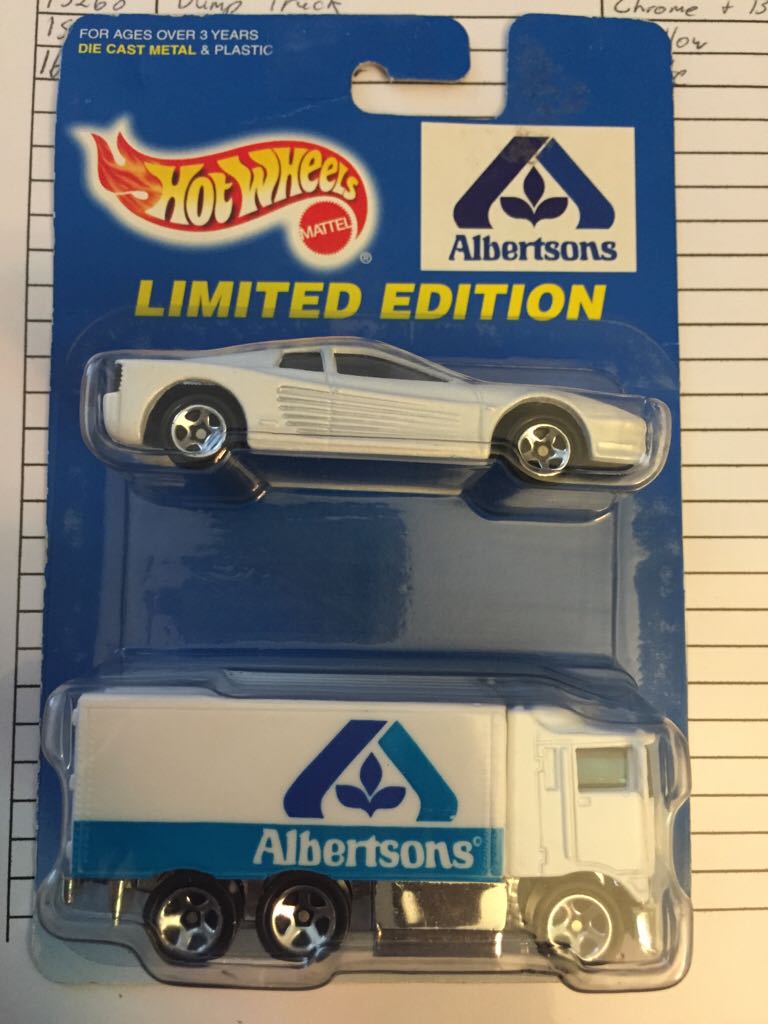 15260 Dump Truck Chrome +
FOR AGES OVER 3 YEARS
DIE CAST METAL & PLASTIC
HOT WHEELS
MATTEL
®
Albertsons
LIMITED EDITION
Albertsons©